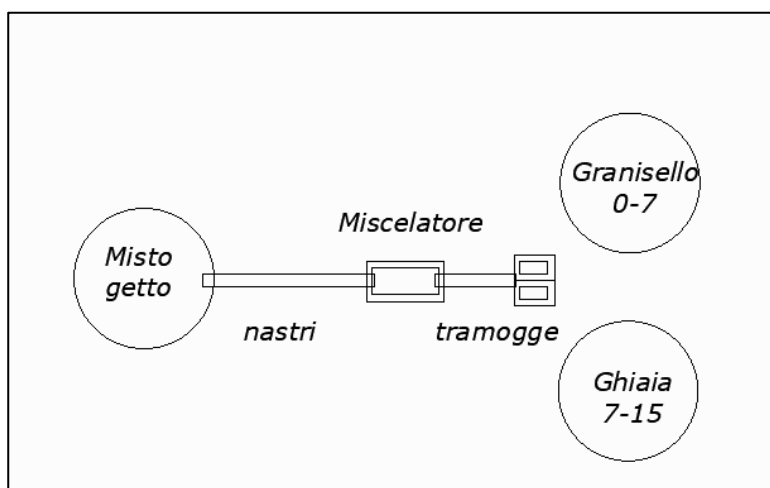 Granisello
0-7
Miscelatore
Misto
getto
nastri
tramogge
Ghiaia
7-15